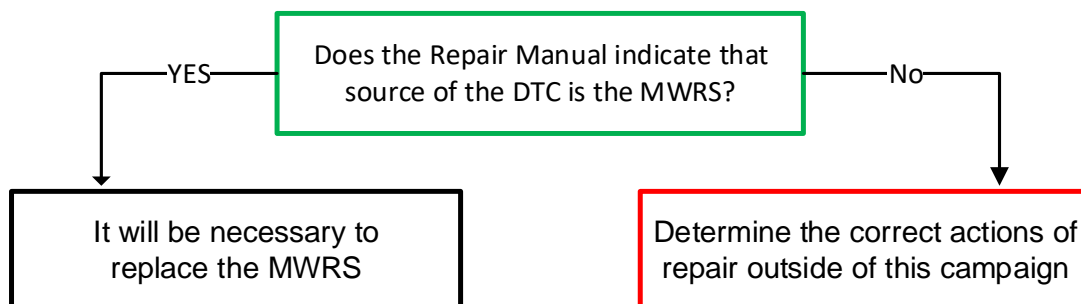 Does the Repair Manual indicate that
source of the DTC is the MWRS?
YES
No
It will be necessary to
replace the MWRS
Determine the correct actions of
repair outside of this campaign